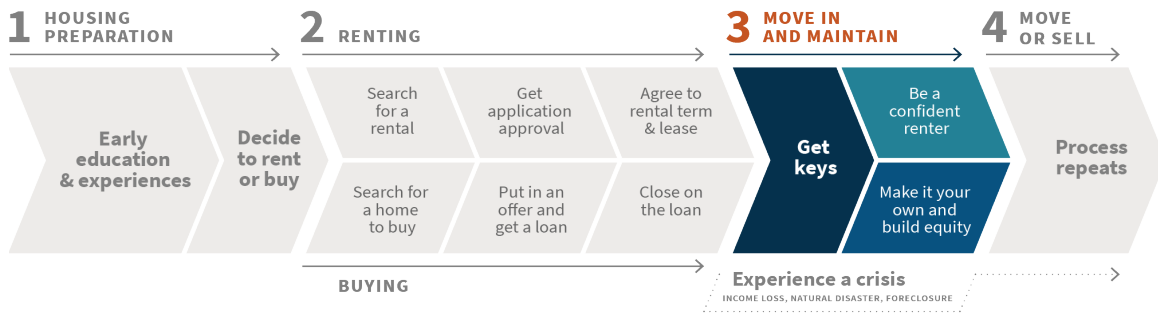 1 HOUSING
PREPARATION
Early
education
& experiences
Decide
to rent
or buy
2 RENTING
Search
for a
rental
Get
application
approval
Agree to
rental term
& lease
Search for
a home
to buy
Put in an
offer and
get a loan
Close on
the loan
BUYING
3 MOVE IN
AND MAINTAIN
Get
keys
Be a
confident
renter
Make it your
own and
build equity
Experience a crisis
INCOME LOSS, NATURAL DISASTER, FORECLOSURE
4 MOVE
OR SELL
Process
repeats